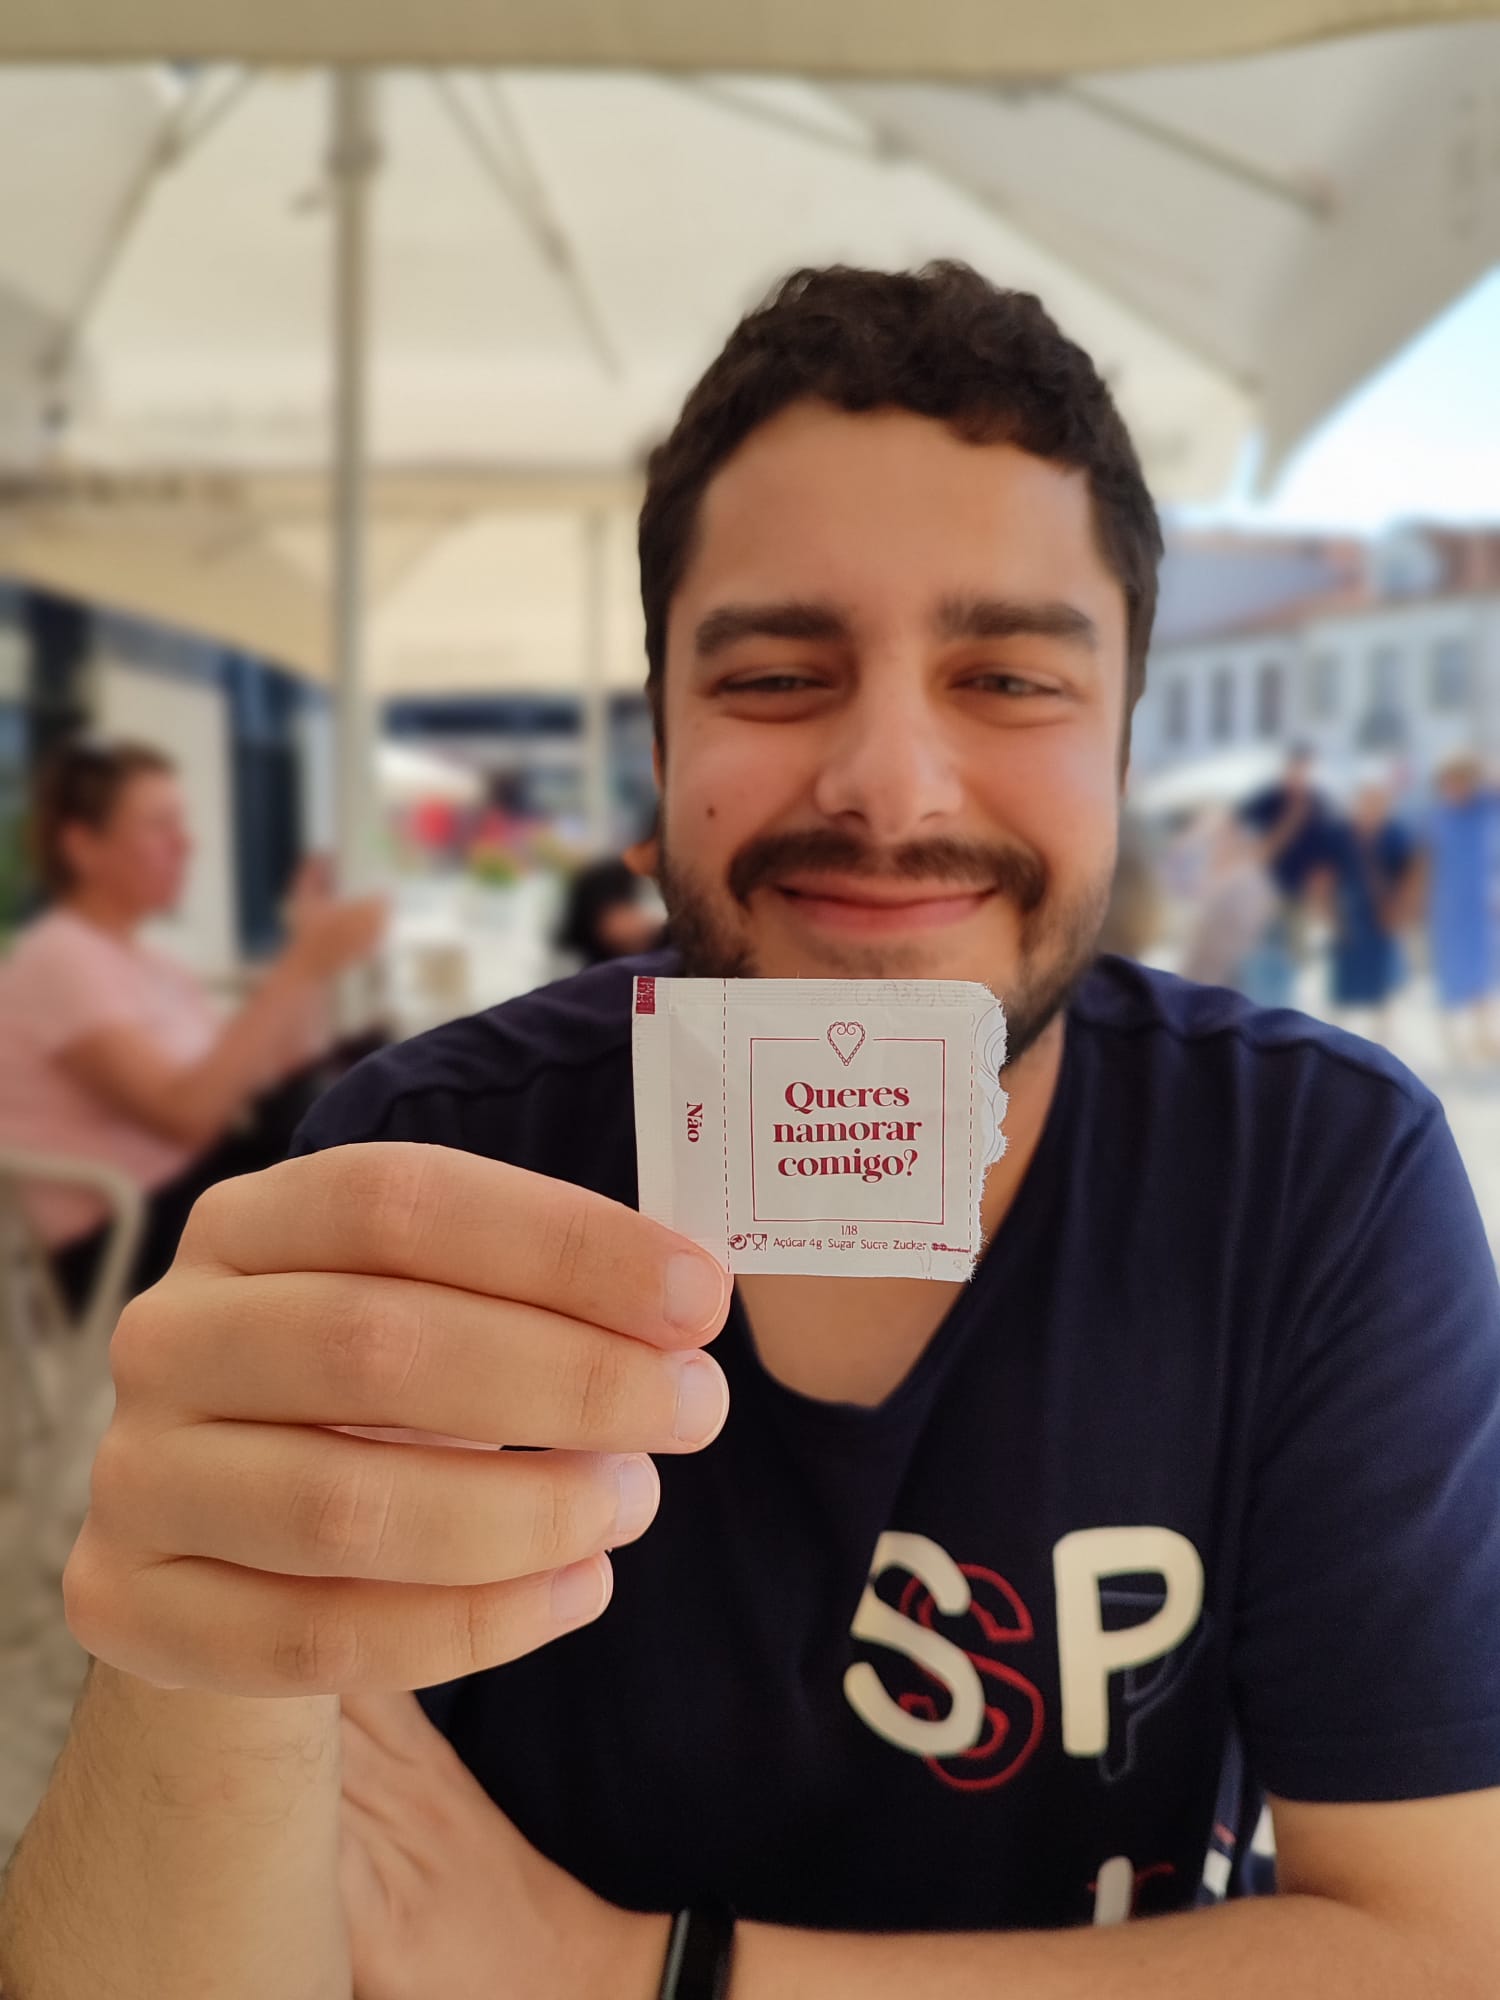 Não
Queres
namorar
comigo?
1/18
Açúcar 4g Sugar Sucre Zucker
SP